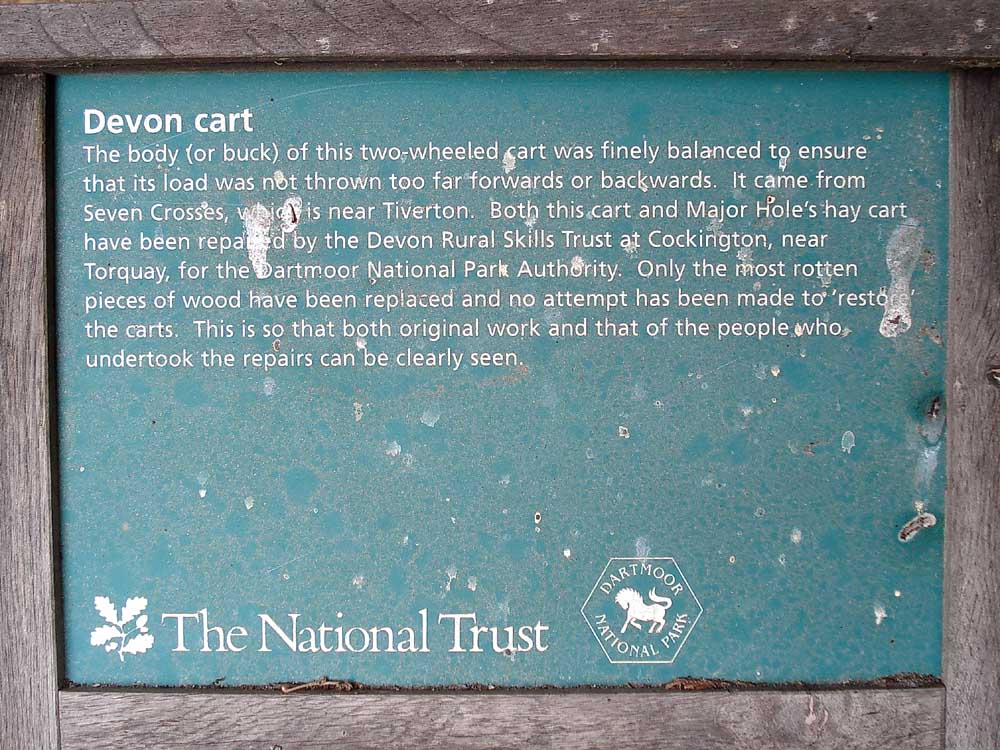 Devon cart
The body (or buck) of this two-wheeled cart was finely balanced to ensure
that its load was not thrown too far forwards or backwards. It came from
Seven Crosses, which is near Tiverton. Both this cart and Major Hole's hay cart
have been repaired by the Devon Rural Skills Trust at Cockington, near
Torquay, for the Dartmoor National Park Authority. Only the most rotten
pieces of wood have been replaced and no attempt has been made to 'restore'
the carts. This is so that both original work and that of the people who
undertook the repairs can be clearly seen.
The National Trust
DARTMOOR
NATIONAL PARK